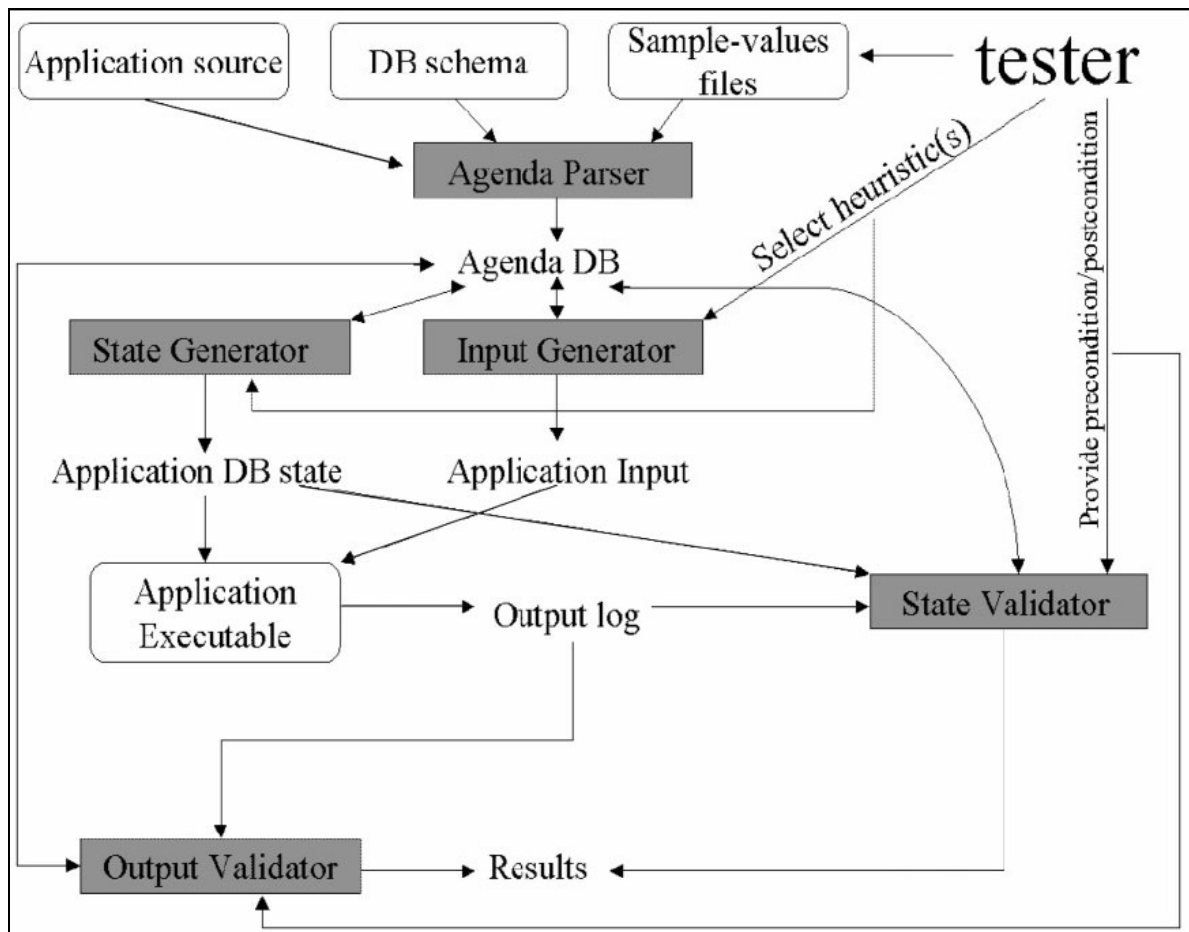 Application source
DB schema
Sample-values
files
tester
Agenda Parser
Select heuristic(s)
Provide precondition/postcondition
Agenda DB
State Generator
Input Generator
Application DB state
Application Input
Application
Executable
Output log
State Validator
Output Validator
Results